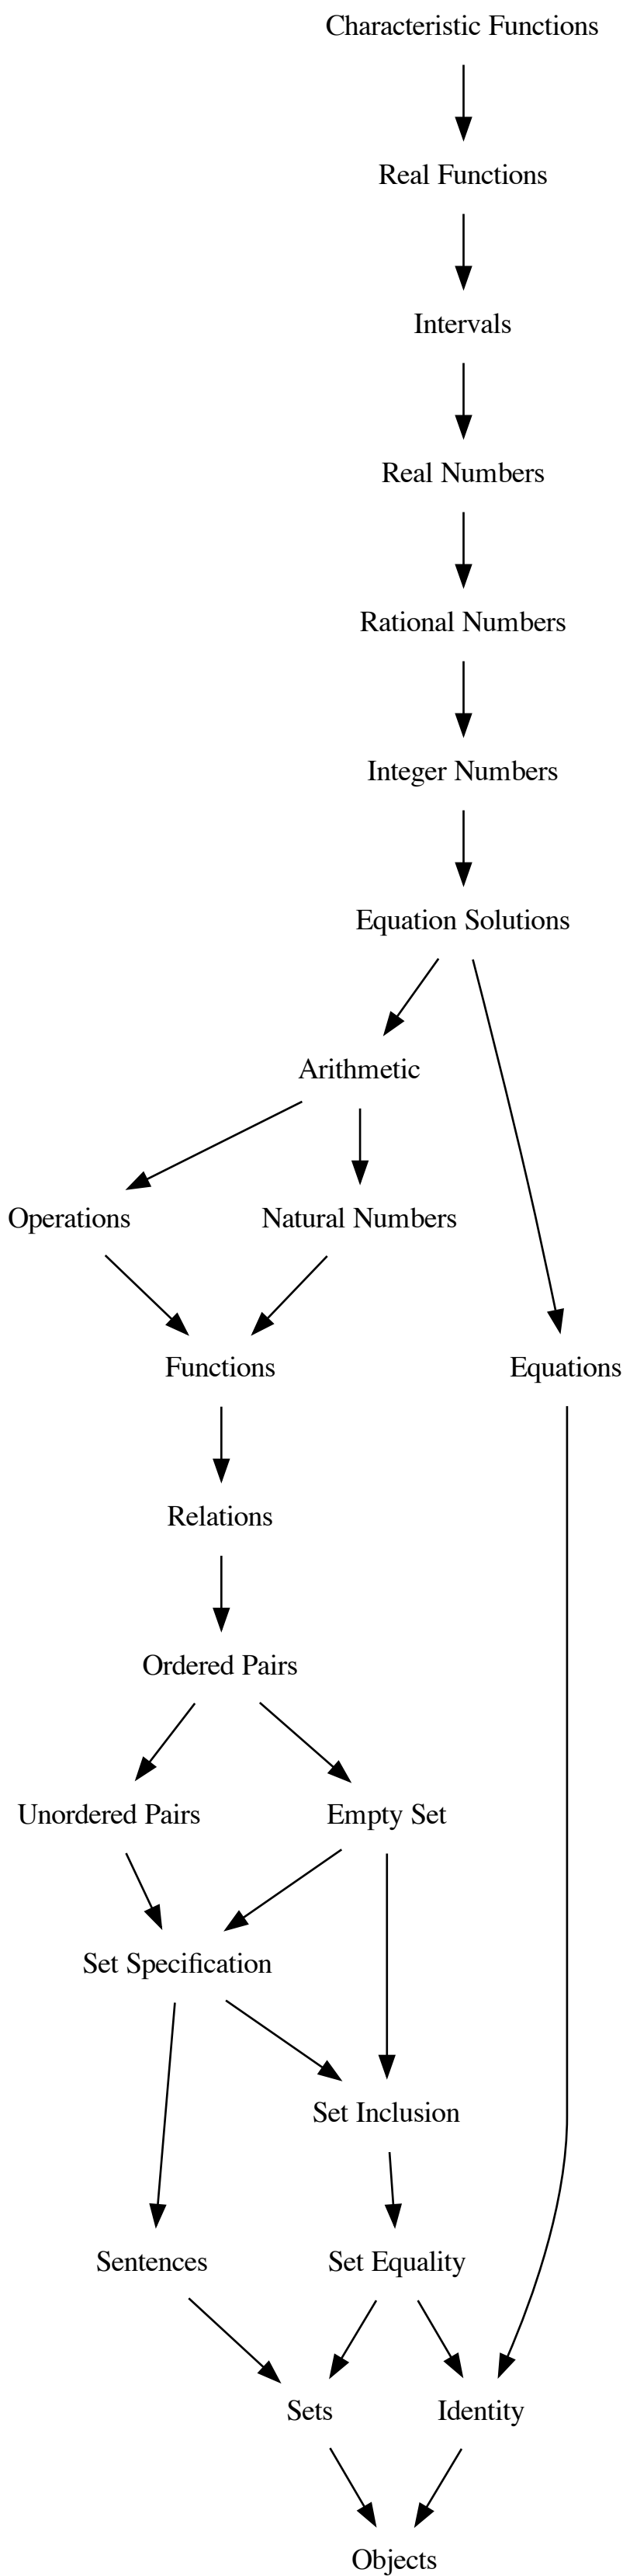 Characteristic Functions
Real Functions
Intervals
Real Numbers
Rational Numbers
Integer Numbers
Equation Solutions
Arithmetic
Operations
Natural Numbers
Functions
Equations
Relations
Ordered Pairs
Unordered Pairs
Empty Set
Set Specification
Set Inclusion
Sentences
Set Equality
Sets
Identity
Objects